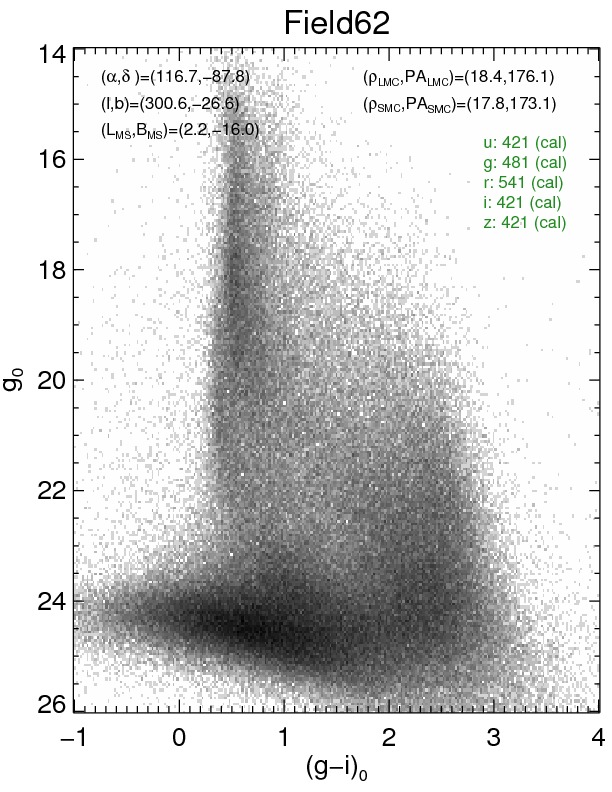 Field62
(α,δ)=(116.7,−87.8)
(l,b)=(300.6,−26.6)
(LMS,BMS)=(2.2,−16.0)
(ρLMC,PALMC)=(18.4,176.1)
(ρSMC,PASMC)=(17.8,173.1)
u: 421 (cal)
g: 481 (cal)
r: 541 (cal)
i: 421 (cal)
z: 421 (cal)
14
16
18
20
22
24
26
g0
−1 0 1 2 3 4
(g−i)0